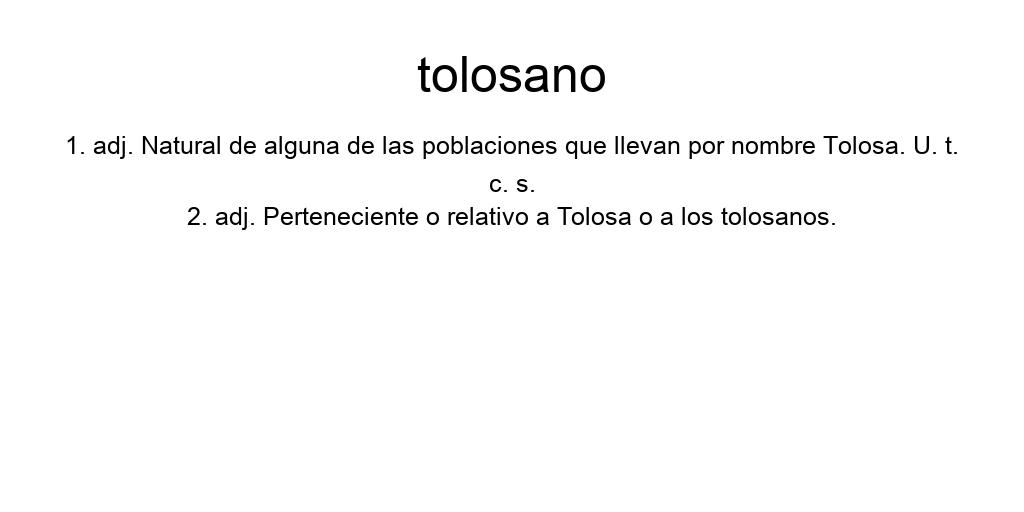 tolosano
1. adj. Natural de alguna de las poblaciones que llevan por nombre Tolosa. U. t.
c. s.
2. adj. Perteneciente o relativo a Tolosa o a los tolosanos.